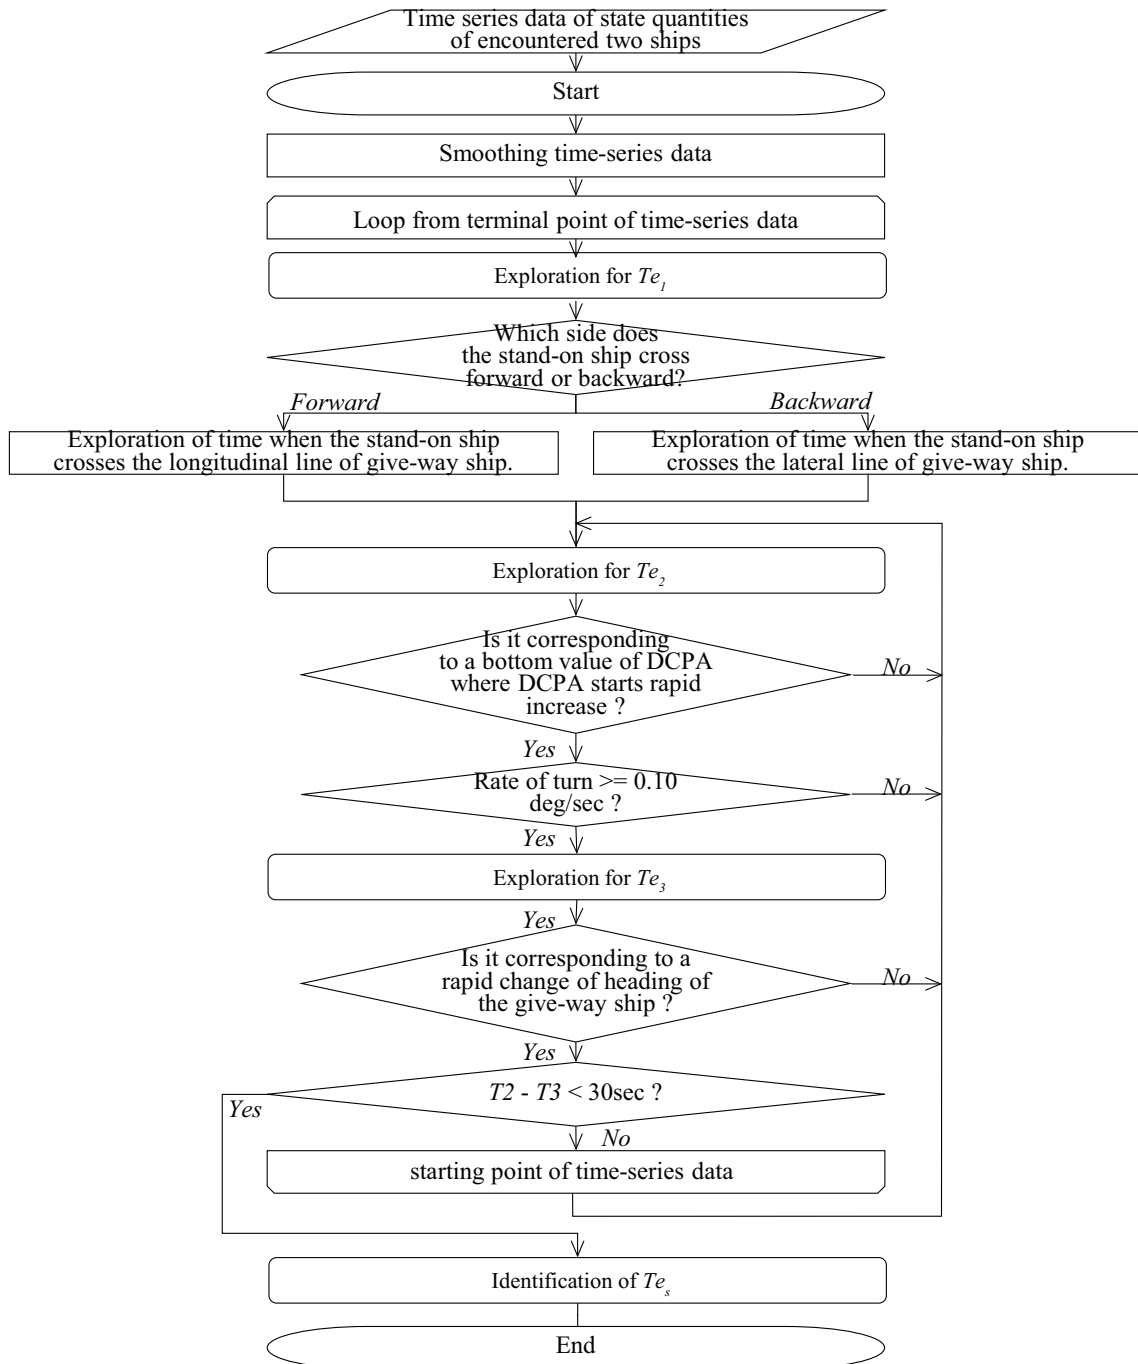 Time series data of state quantities
of encountered two ships
Start
Smoothing time-series data
Loop from terminal point of time-series data
Exploration for Te1
Which side does
the stand-on ship cross
forward or backward?
Forward
Backward
Exploration of time when the stand-on ship
crosses the longitudinal line of give-way ship.
Exploration of time when the stand-on ship
crosses the lateral line of give-way ship.
Exploration for Te2
Is it corresponding
to a bottom value of DCPA
where DCPA starts rapid
increase ?
No
Yes
Rate of turn >= 0.10
deg/sec ?
No
Yes
Exploration for Te3
Yes
Is it corresponding to a
rapid change of heading of
the give-way ship ?
No
Yes
T2 - T3 < 30sec ?
Yes
No
starting point of time-series data
Identification of Tes
End